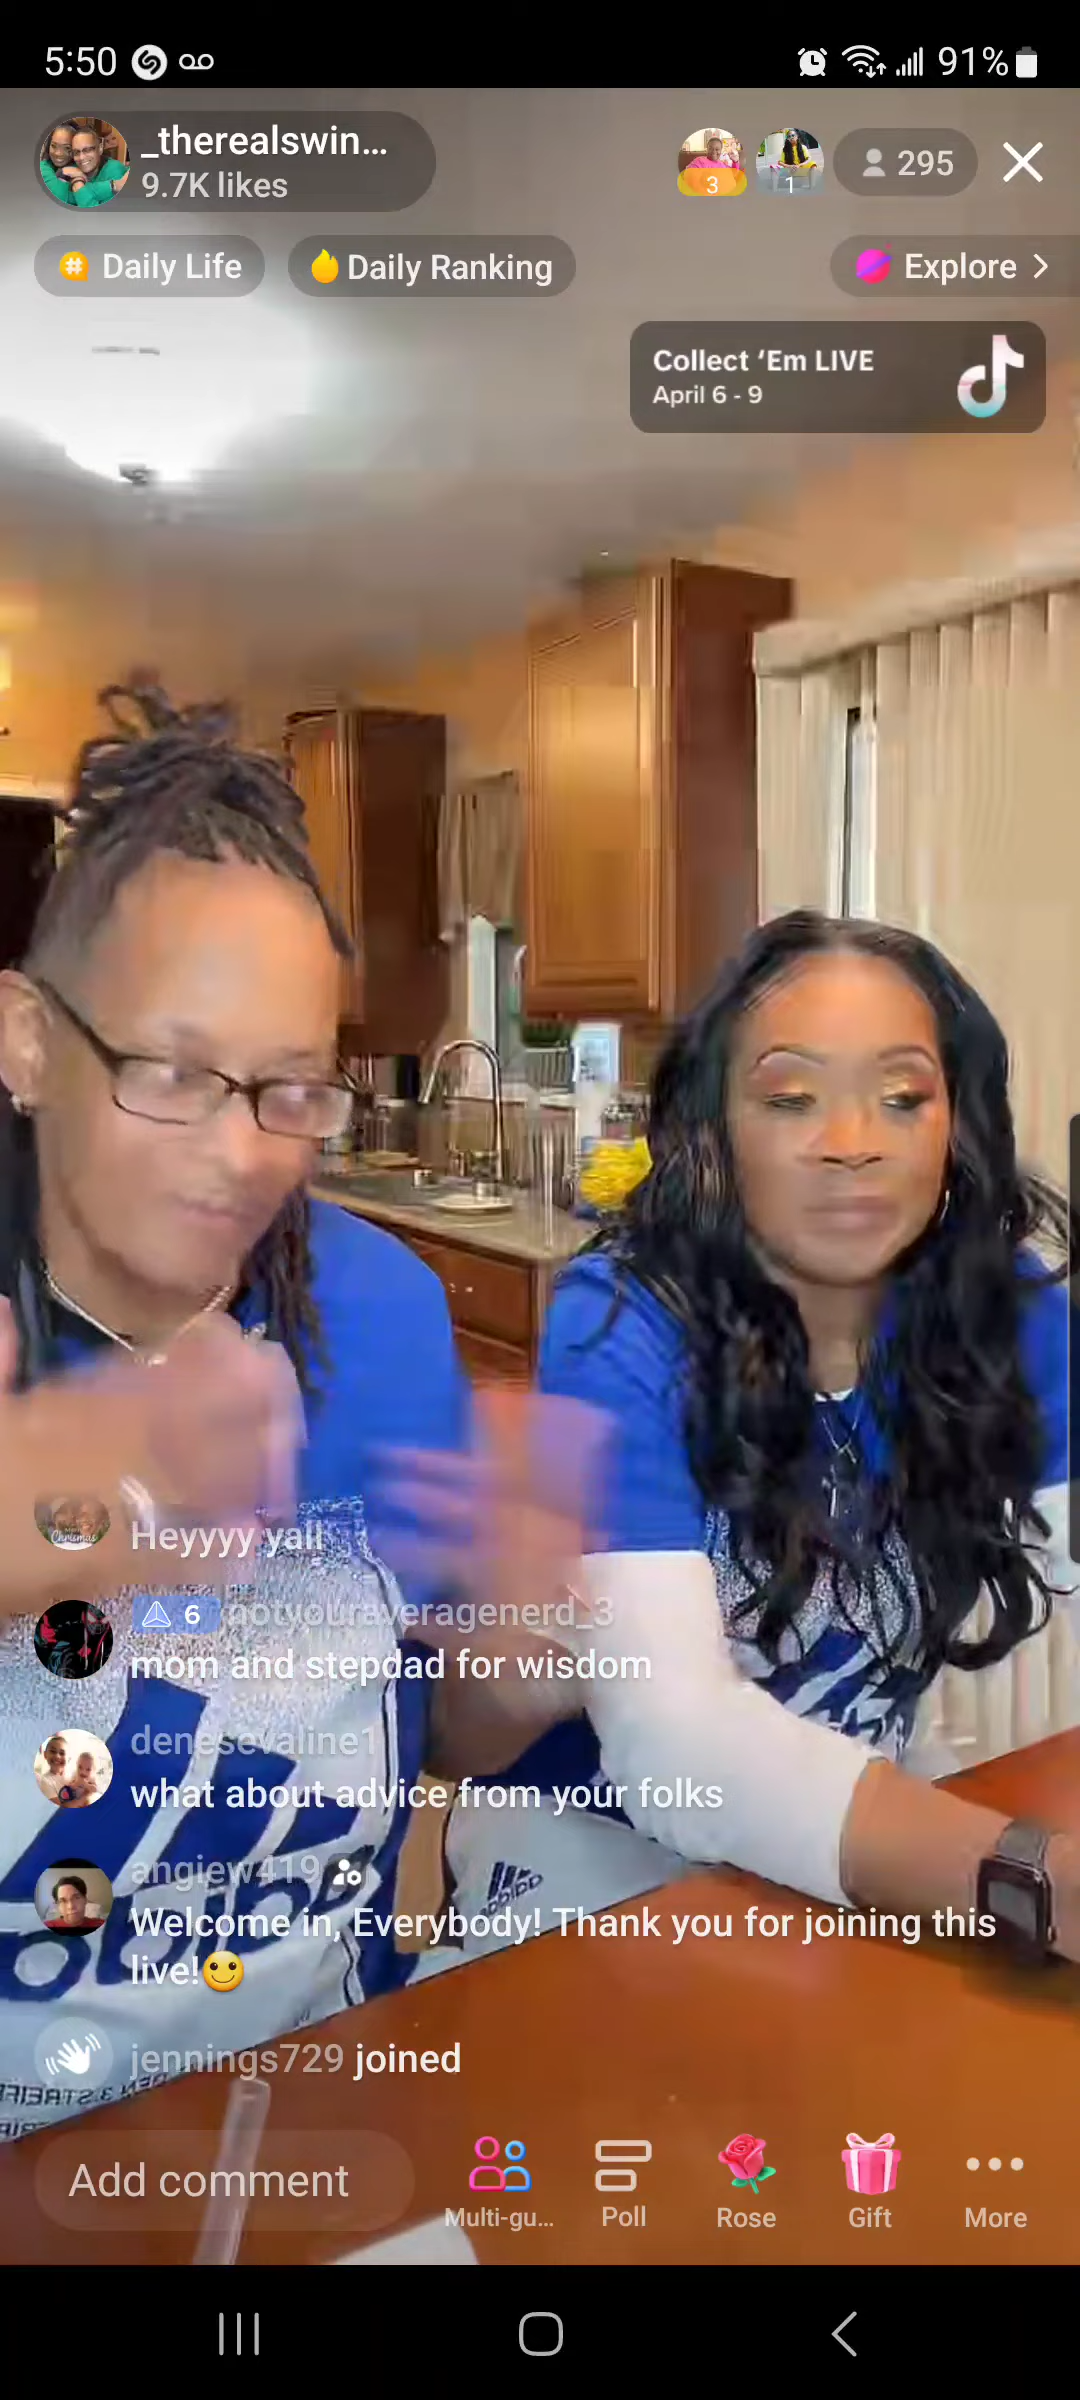 5:50
91%
_therealswin...
9.7K likes
3
1
295
Daily Life
Daily Ranking
Explore >
Collect ‘Em LIVE
April 6 - 9
Heyyyy yall
6 notyouraveragenerd_3
mom and stepdad for wisdom
denesevaline1
what about advice from your folks
angiew419
Welcome in, Everybody! Thank you for joining this
live!🙂
jennings729 joined
Add comment
Multi-gu...
Poll
Rose
Gift
More